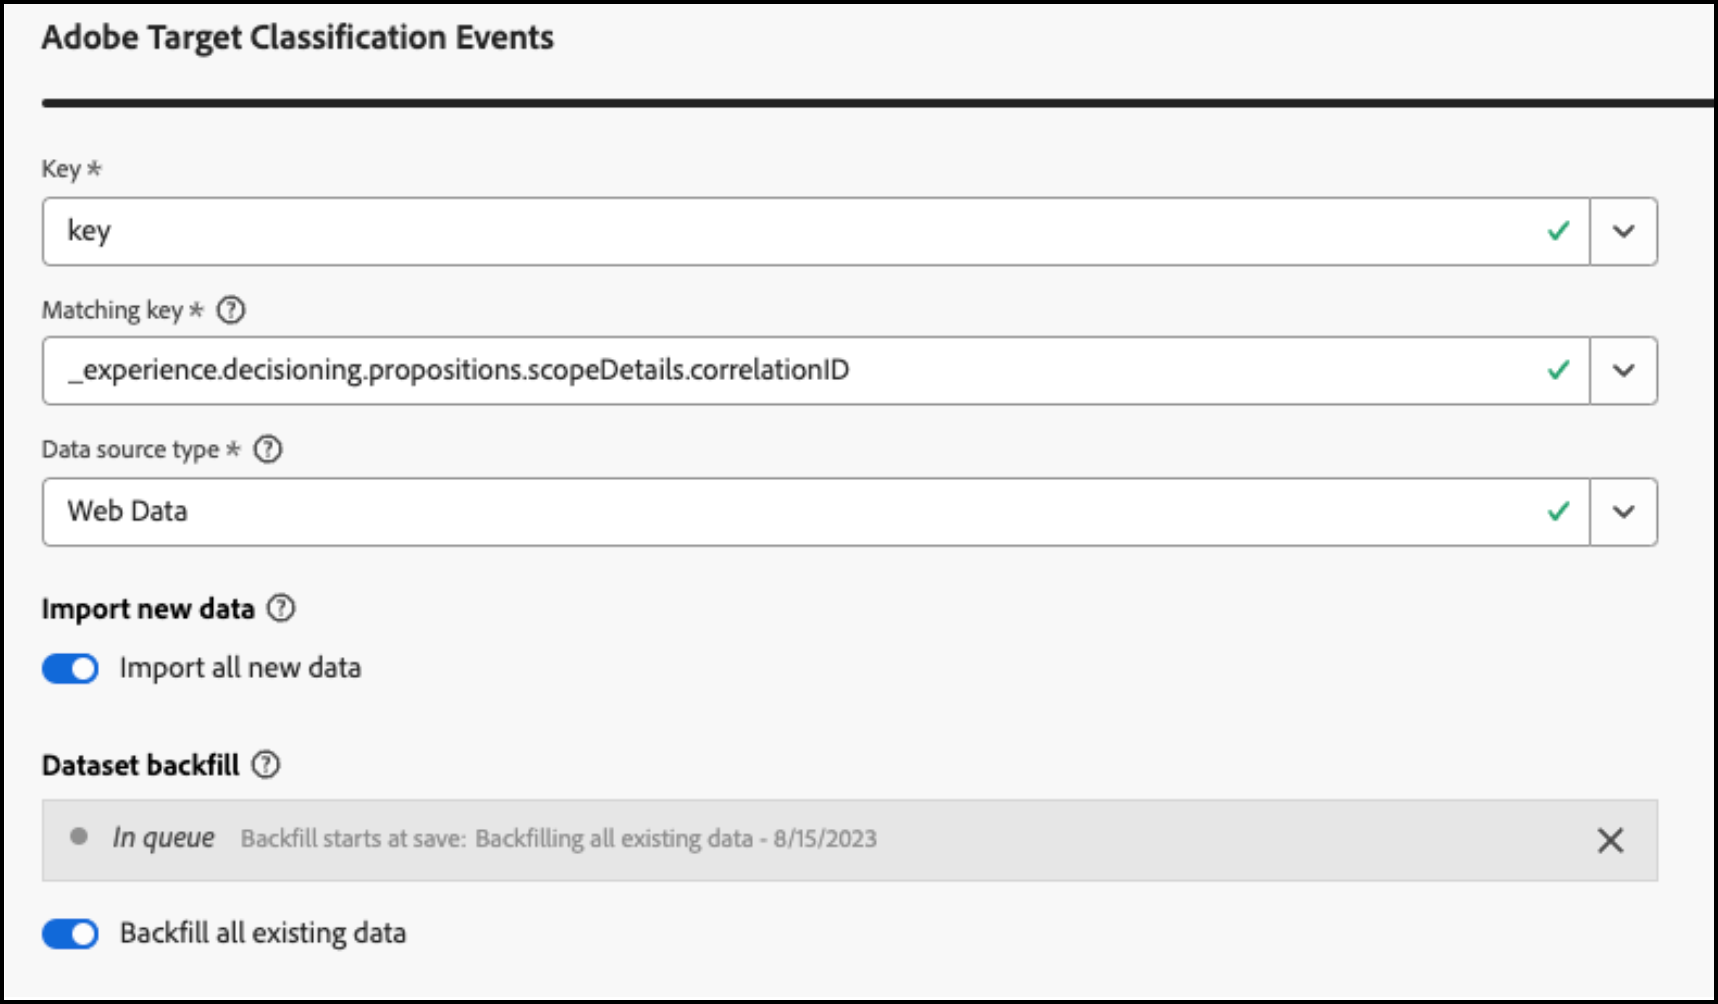 Adobe Target Classification Events
Key *
key
Matching key * ?
_experience.decisioning.propositions.scopeDetails.correlationID
Data source type * ?
Web Data
Import new data ?
Import all new data
Dataset backfill ?
In queue Backfill starts at save: Backfilling all existing data - 8/15/2023
Backfill all existing data